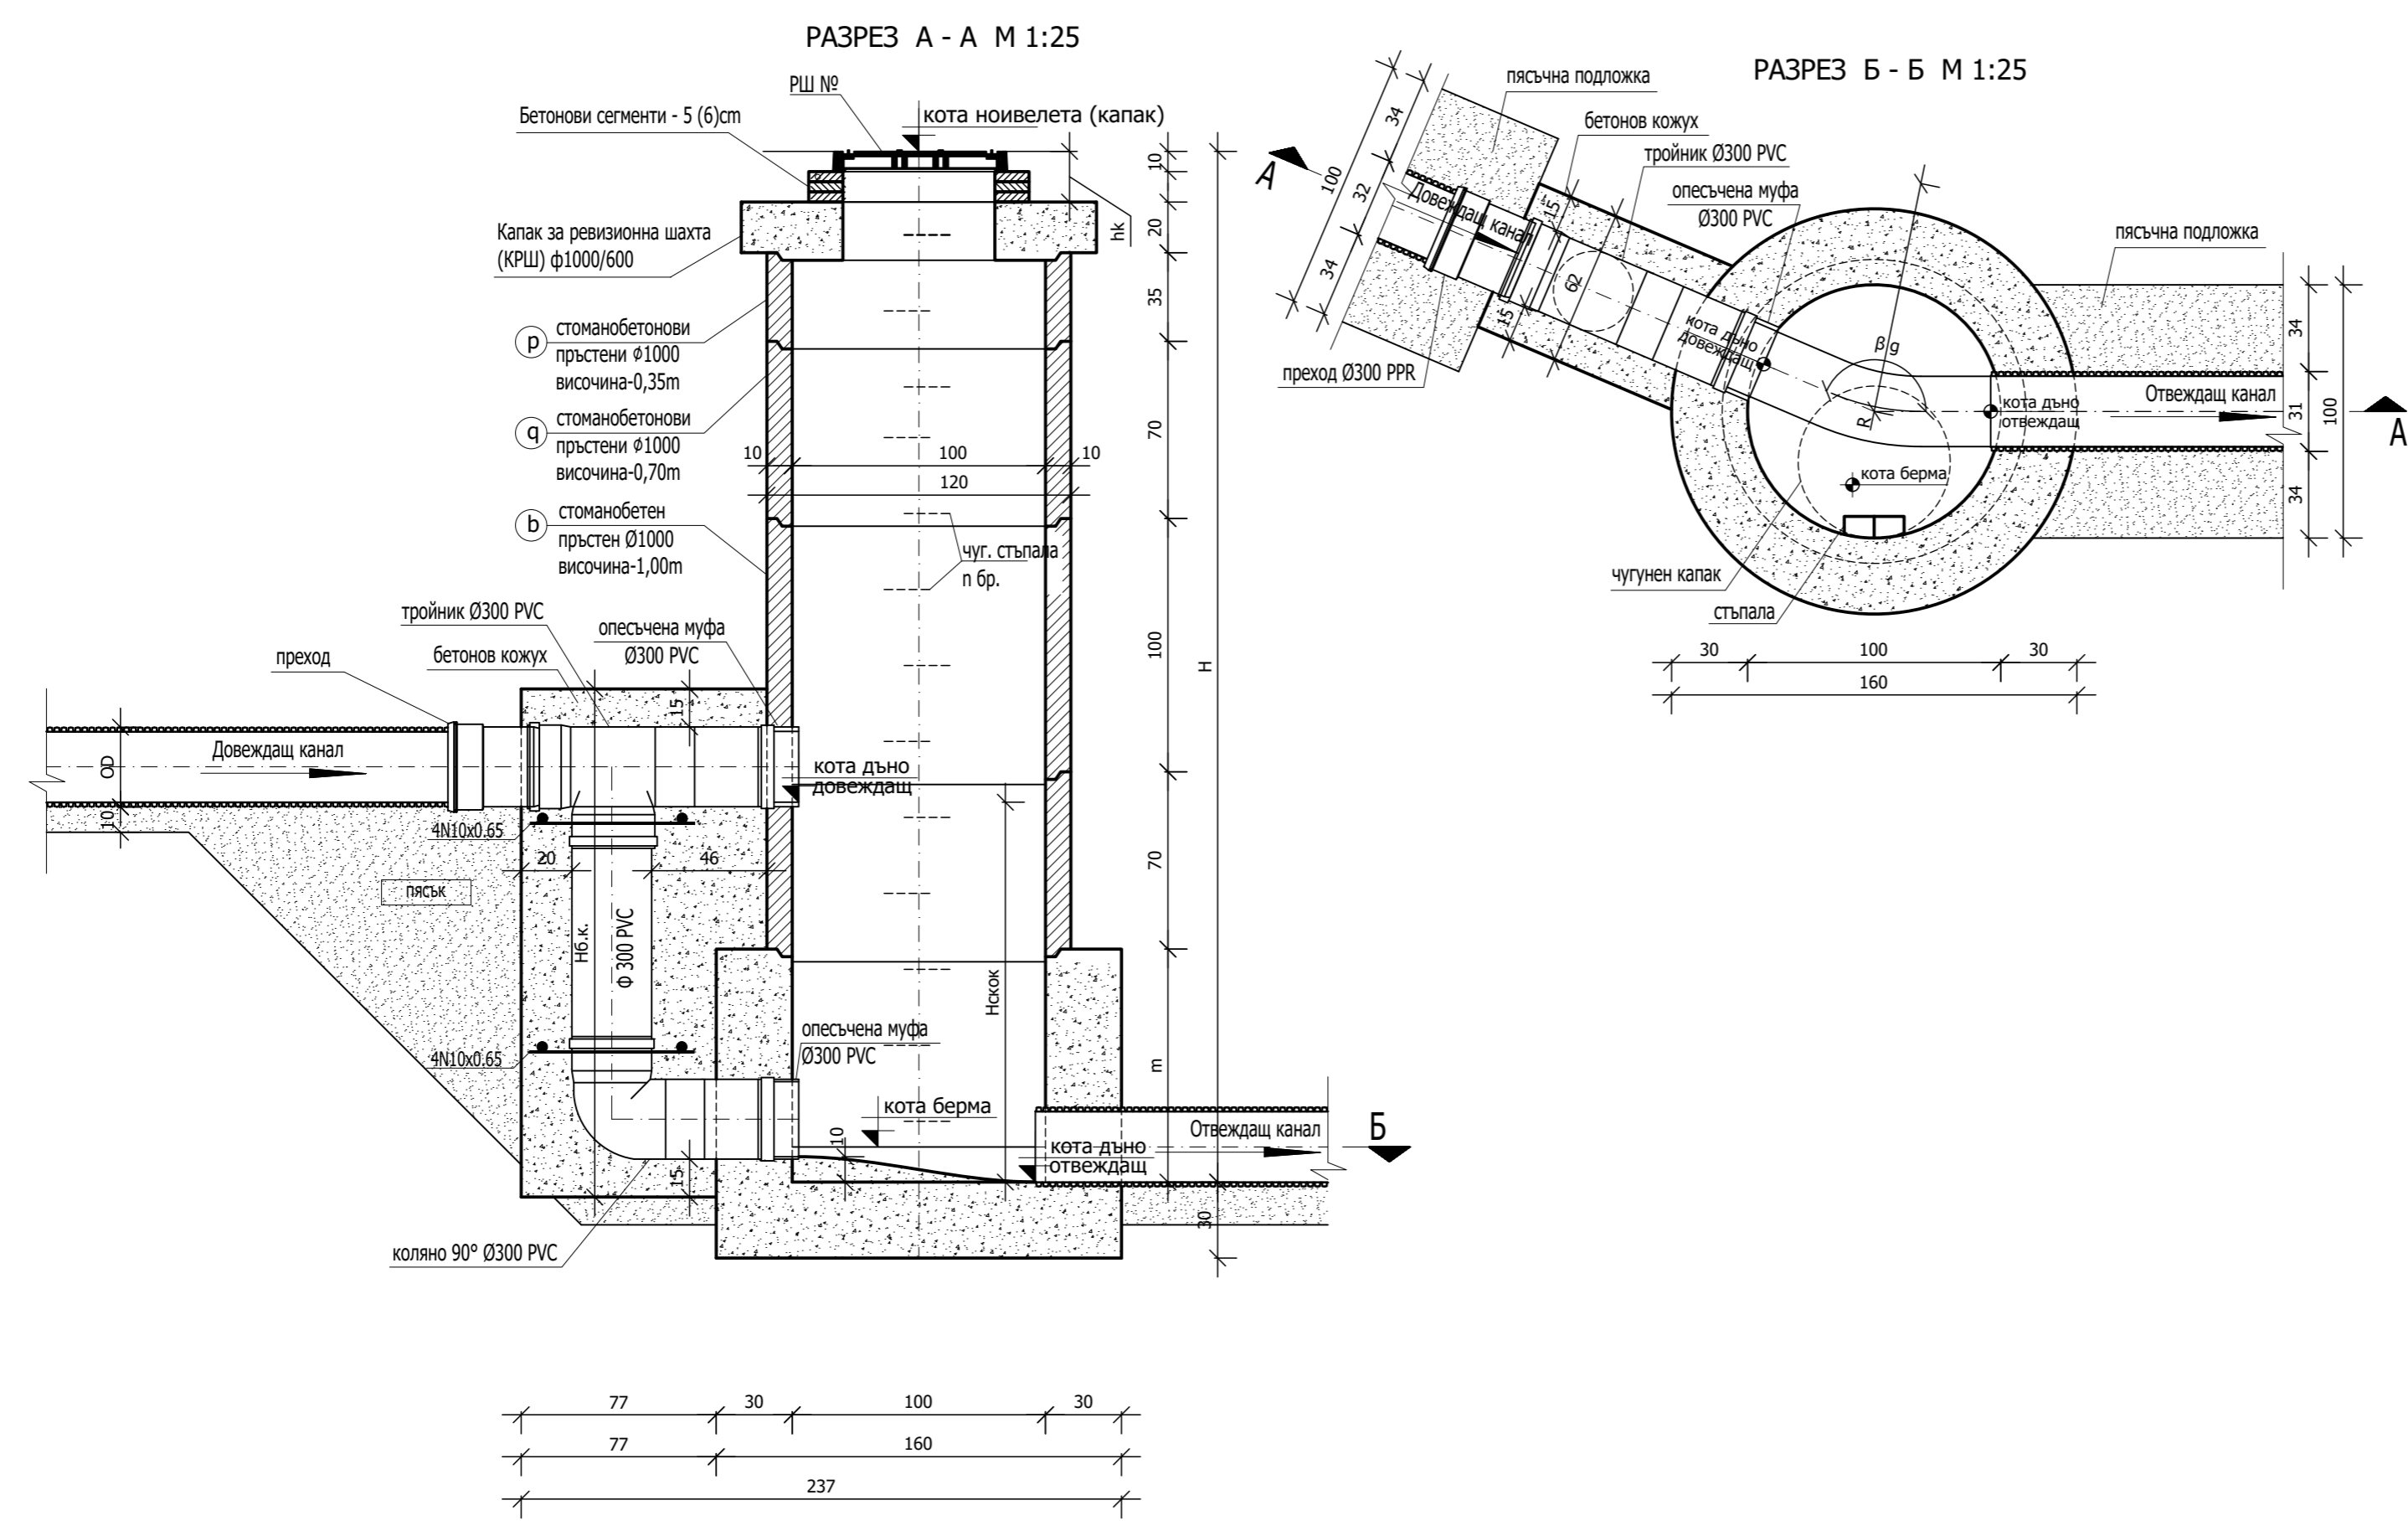 РАЗРЕЗ А - А М 1:25
РШ №
Бетонови сегменти - 5 (6)cm
кота ноивелета (капак)
Капак за ревизионна шахта
(КРШ) ф1000/600
p
стоманобетонови
пръстени ф1000
височина-0,35m
q
стоманобетонови
пръстени ф1000
височина-0,70m
b
стоманобетен
пръстен Ø1000
височина-1,00m
10
100
10
120
чуг. стъпала
n бр.
тройник Ø300 PVC
опесъчена муфа
Ø300 PVC
преход
бетонов кожух
Довеждащ канал
OD
10
15
кота дъно
довеждащ
4N10x0.65
20
46
пясък
Hб.к.
Ф 300 PVC
Hскок
4N10x0.65
опесъчена муфа
Ø300 PVC
кота берма
10
кота дъно
отвеждащ
Отвеждащ канал
Б
15
коляно 90° Ø300 PVC
10
20
hk
35
70
100
70
m
H
30
77
30
100
30
77
160
237
РАЗРЕЗ Б - Б М 1:25
пясъчна подложка
бетонов кожух
тройник Ø300 PVC
опесъчена муфа
Ø300 PVC
А
34
32
34
100
Довеждащ канал
15
62
15
преход Ø300 PPR
кота дъно
довеждащ
β g
R
пясъчна подложка
кота дъно
отвеждащ
Отвеждащ канал
34
31
34
100
А
кота берма
чугунен капак
стъпала
30
100
30
160